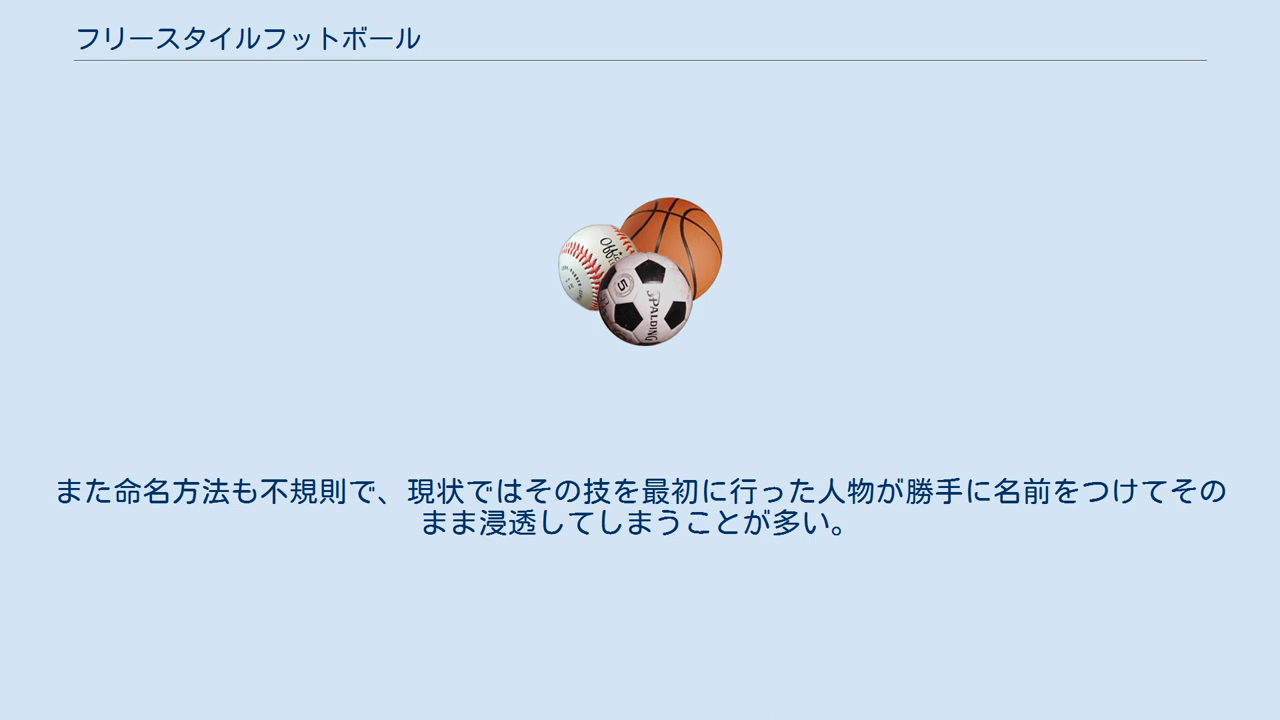 フリースタイルフットボール
Offic
5
SPALDING
また命名方法も不規則で、現状ではその技を最初に行った人物が勝手に名前をつけてその
まま浸透してしまうことが多い。